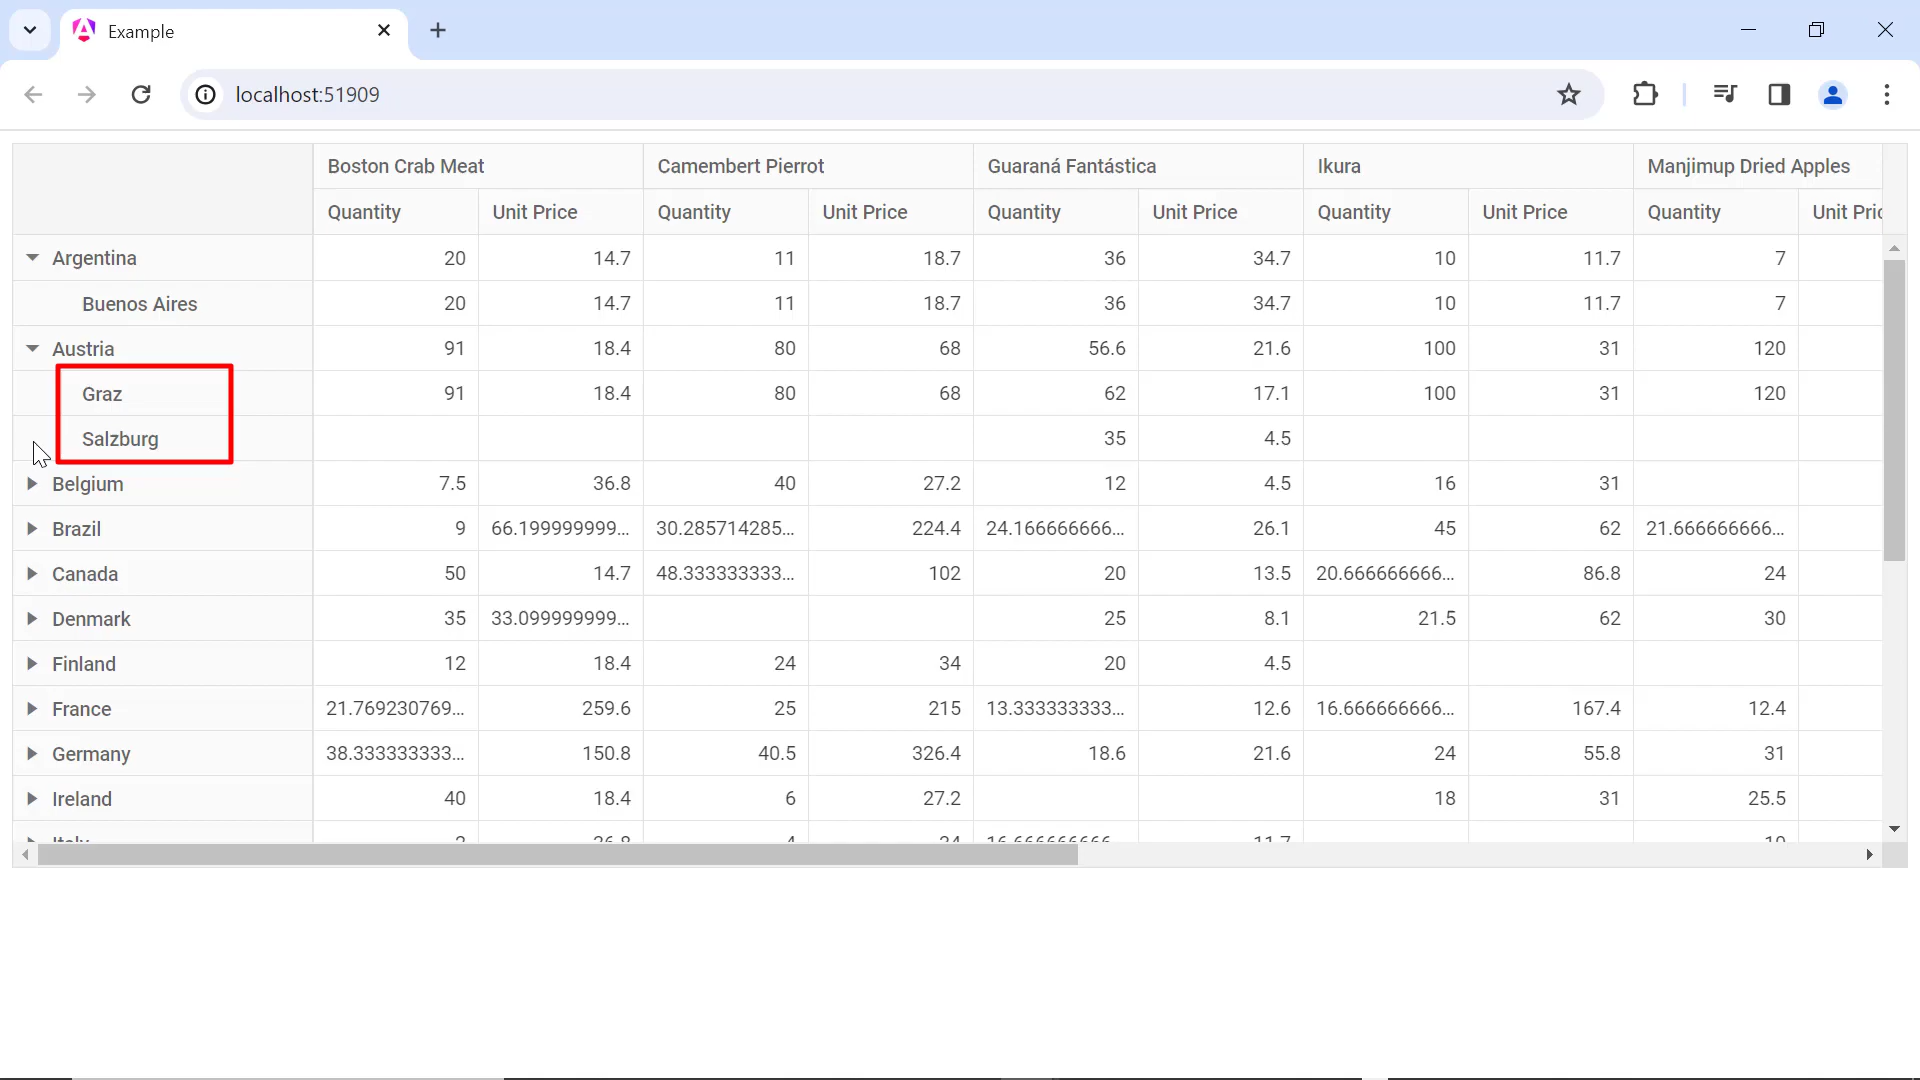 Example
localhost:51909
Boston Crab Meat Camembert Pierrot Guaraná Fantástica Ikura Manjimup Dried Apples
Quantity Unit Price Quantity Unit Price Quantity Unit Price Quantity Unit Price Quantity Unit Pric
Argentina 20 14.7 11 18.7 36 34.7 10 11.7 7
Buenos Aires 20 14.7 11 18.7 36 34.7 10 11.7 7
Austria 91 18.4 80 68 56.6 21.6 100 31 120
Graz 91 18.4 80 68 62 17.1 100 31 120
Salzburg 35 4.5
Belgium 7.5 36.8 40 27.2 12 4.5 16 31
Brazil 9 66.199999999... 30.285714285... 224.4 24.166666666... 26.1 45 62 21.666666666...
Canada 50 14.7 48.333333333... 102 20 13.5 20.666666666... 86.8 24
Denmark 35 33.099999999... 25 8.1 21.5 62 30
Finland 12 18.4 24 34 20 4.5
France 21.769230769... 259.6 25 215 13.333333333... 12.6 16.666666666... 167.4 12.4
Germany 38.333333333... 150.8 40.5 326.4 18.6 21.6 24 55.8 31
Ireland 40 18.4 6 27.2 18 31 25.5
Italy